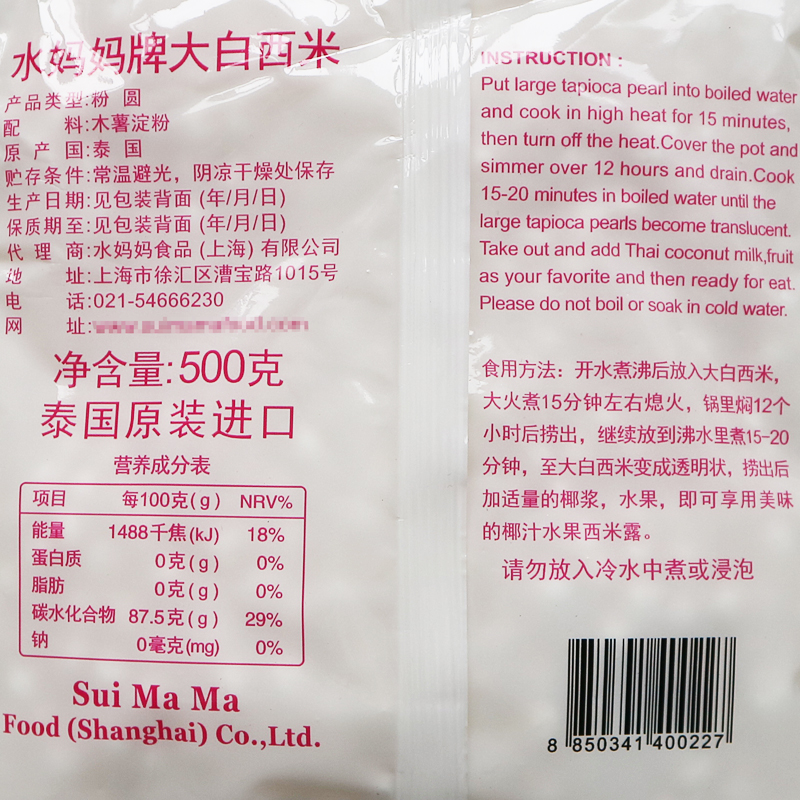 水妈妈牌大白西米
产品类型:粉 圆
配 料:木薯淀粉
原 产 国:泰 国
贮存条件:常温避光，阴凉干燥处保存
生产日期:见包装背面 (年/月/日)
保质期至:见包装背面 (年/月/日)
代 理 商:水妈妈食品 (上海) 有限公司
地 址:上海市徐汇区漕宝路1015号
电 话:021-54666230
网 址:
净含量:500克
泰国原装进口
营养成分表
项目 每100克(g) NRV%
能量 1488千焦(kJ) 18%
蛋白质 0克(g) 0%
脂肪 0克(g) 0%
碳水化合物 87.5克(g) 29%
钠 0毫克(mg) 0%
Sui Ma Ma
Food (Shanghai) Co.,Ltd.
INSTRUCTION :
Put large tapioca pearl into boiled water
and cook in high heat for 15 minutes,
then turn off the heat.Cover the pot and
simmer over 12 hours and drain.Cook
15-20 minutes in boiled water until the
large tapioca pearls become translucent.
Take out and add Thai coconut milk,fruit
as your favorite and then ready for eat.
Please do not boil or soak in cold water.
食用方法：开水煮沸后放入大白西米，
大火煮15分钟左右熄火，锅里焖12个
小时后捞出，继续放到沸水里煮15-20
分钟，至大白西米变成透明状，捞出后
加适量的椰浆，水果，即可享用美味
的椰汁水果西米露。
请勿放入冷水中煮或浸泡
8 850341 400227